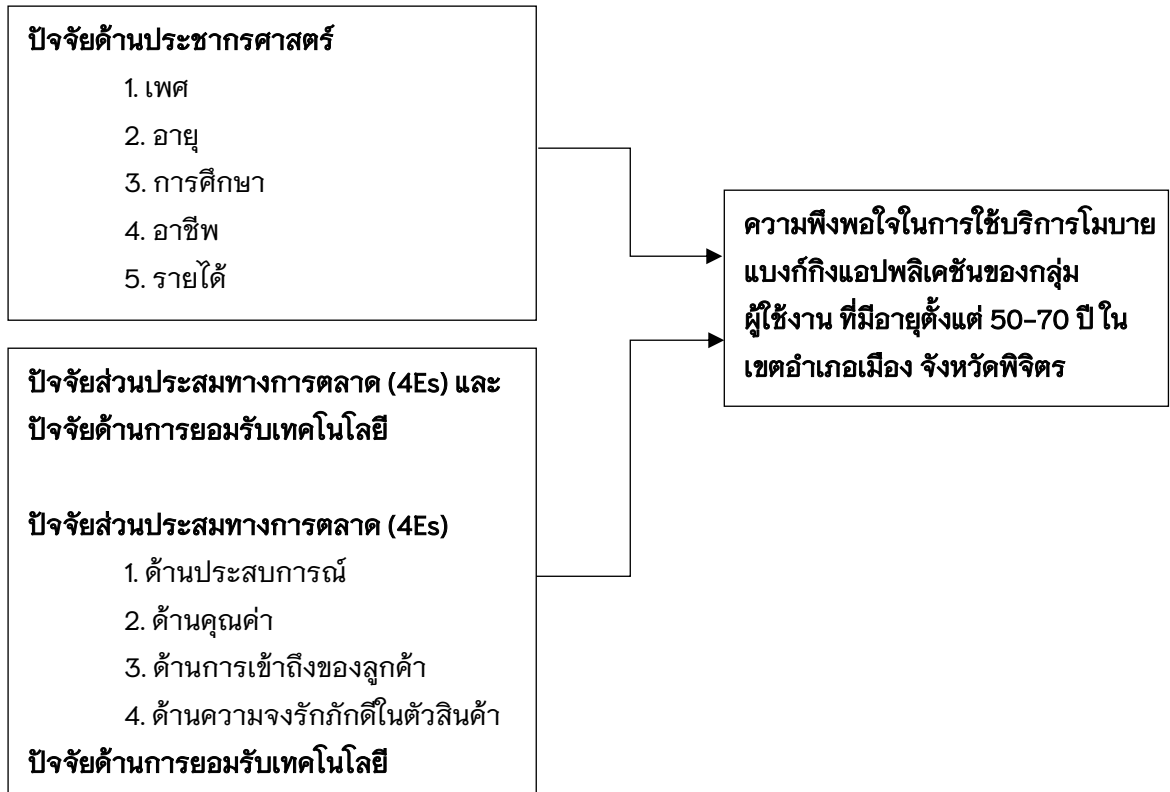 ปัจจัยด้านประชากรศาสตร์
1. เพศ
2. อายุ
3. การศึกษา
4. อาชีพ
5. รายได้
ปัจจัยส่วนประสมทางการตลาด (4Es) และ
ปัจจัยด้านการยอมรับเทคโนโลยี
ปัจจัยส่วนประสมทางการตลาด (4Es)
1. ด้านประสบการณ์
2. ด้านคุณค่า
3. ด้านการเข้าถึงของลูกค้า
4. ด้านความจงรักภักดีในตัวสินค้า
ปัจจัยด้านการยอมรับเทคโนโลยี
ความพึงพอใจในการใช้บริการโมบาย
แบงก์กิงแอปพลิเคชันของกลุ่ม
ผู้ใช้งาน ที่มีอายุตั้งแต่ 50-70 ปี ใน
เขตอำเภอเมือง จังหวัดพิจิตร